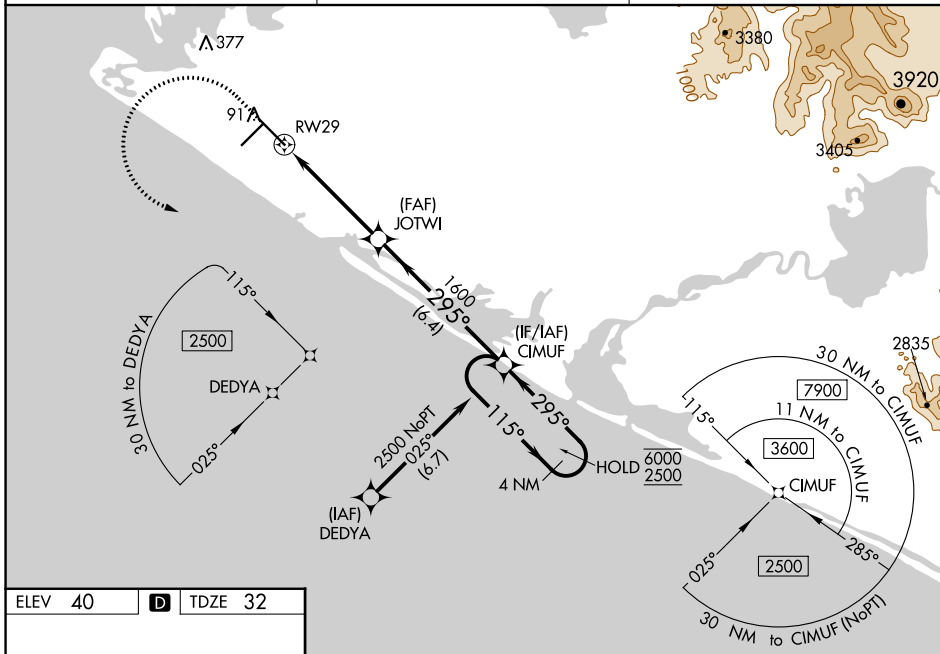 377
3380
1000
3920
3405
91
RW29
(FAF)
JOTWI
1600
295°
(6.4)
(IF/IAF)
CIMUF
115°
2500
30 NM to DEDYA
DEDYA
025°
2500 NoPT
025°
(6.7)
(IAF)
DEDYA
115°
295°
4 NM
HOLD
6000
2500
2835
30 NM to CIMUF
7900
115°
11 NM to CIMUF
3600
CIMUF
025°
285°
2500
30 NM to CIMUF (NoPT)
ELEV 40 D TDZE 32